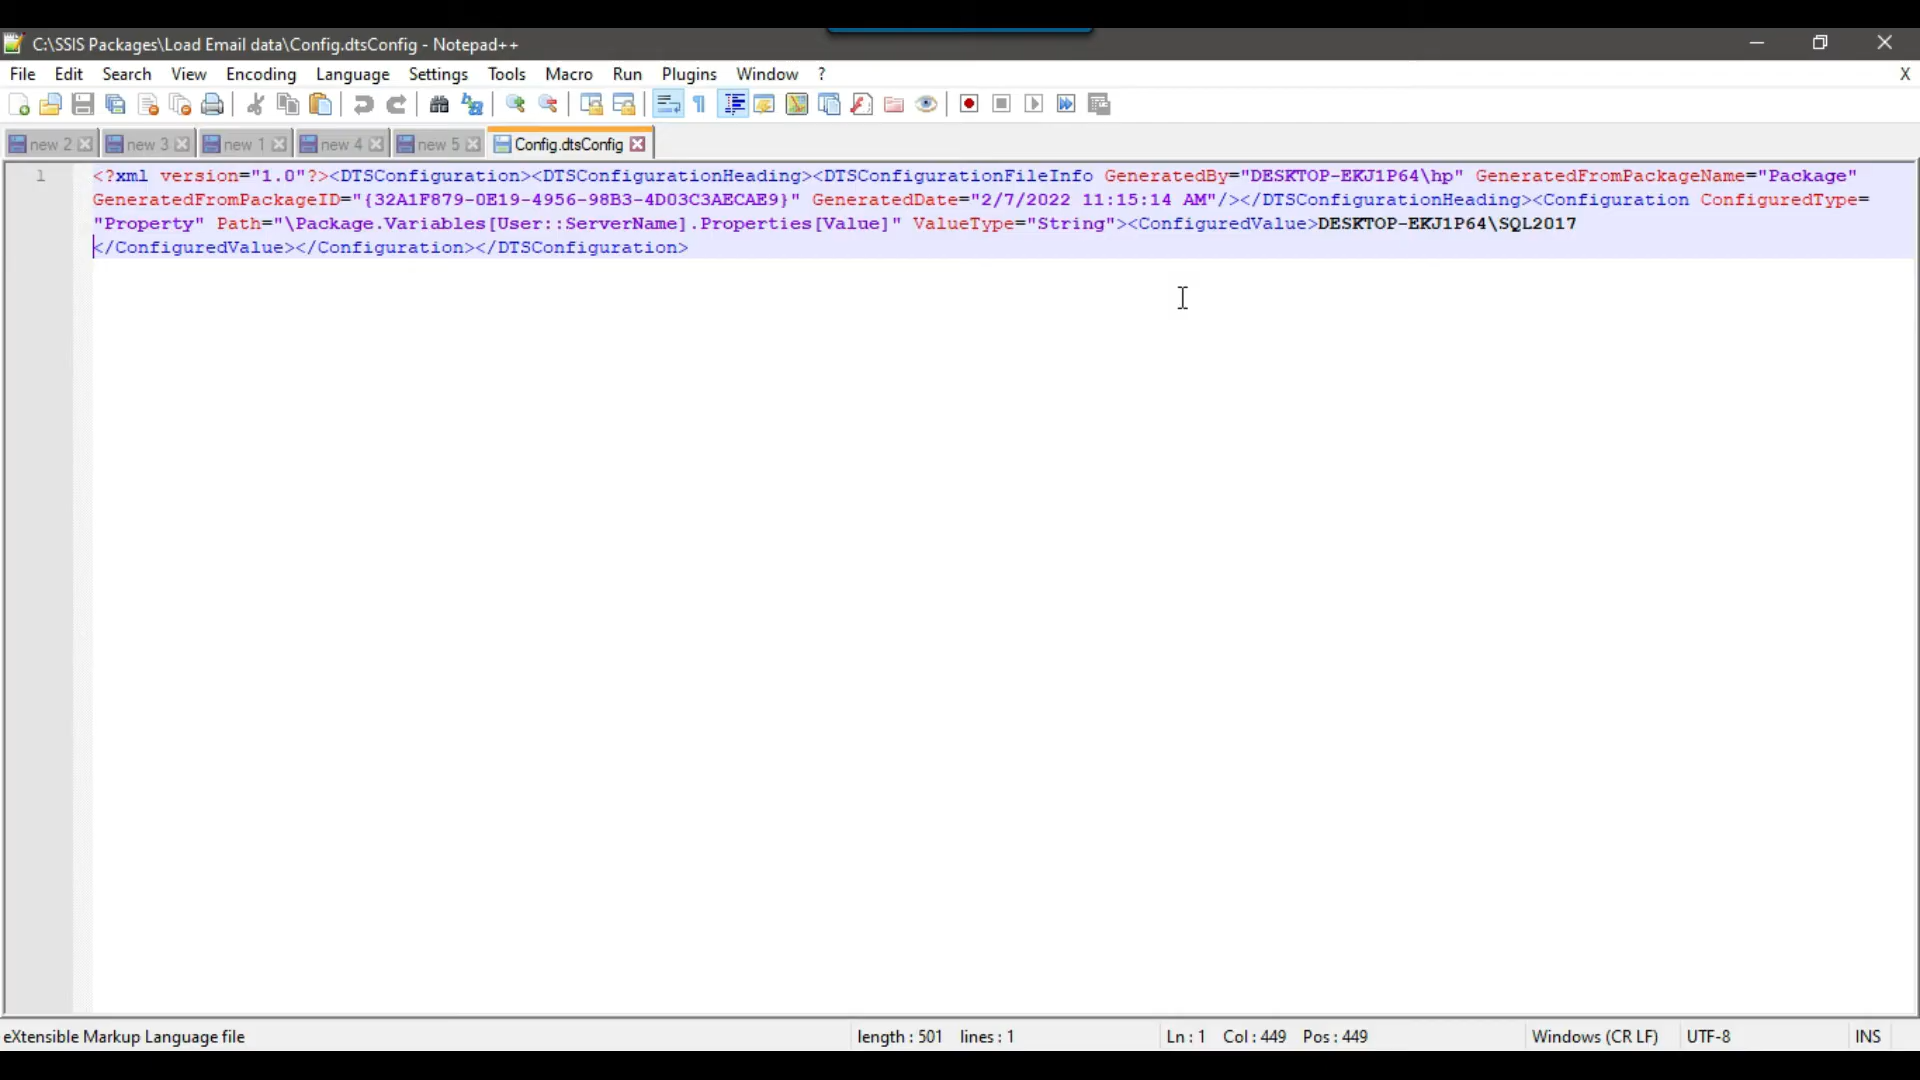 C:\SSIS Packages\Load Email data\Config.dtsConfig - Notepad++
File Edit Search View Encoding Language Settings Tools Macro Run Plugins Window ? X
new 2 new 3 new 1 new 4 new 5 Config.dtsConfig
1 <?xml version="1.0"?><DTSConfiguration><DTSConfigurationHeading><DTSConfigurationFileInfo GeneratedBy="DESKTOP-EKJ1P64\hp" GeneratedFromPackageName="Package"
GeneratedFromPackageID="{32A1F879-0E19-4956-98B3-4D03C3AECAE9}" GeneratedDate="2/7/2022 11:15:14 AM"/></DTSConfigurationHeading><Configuration ConfiguredType=
"Property" Path="\Package.Variables[User::ServerName].Properties[Value]" ValueType="String"><ConfiguredValue>DESKTOP-EKJ1P64\SQL2017
</ConfiguredValue></Configuration></DTSConfiguration>
eXtensible Markup Language file length : 501 lines : 1 Ln : 1 Col : 449 Pos : 449 Windows (CR LF) UTF-8 INS